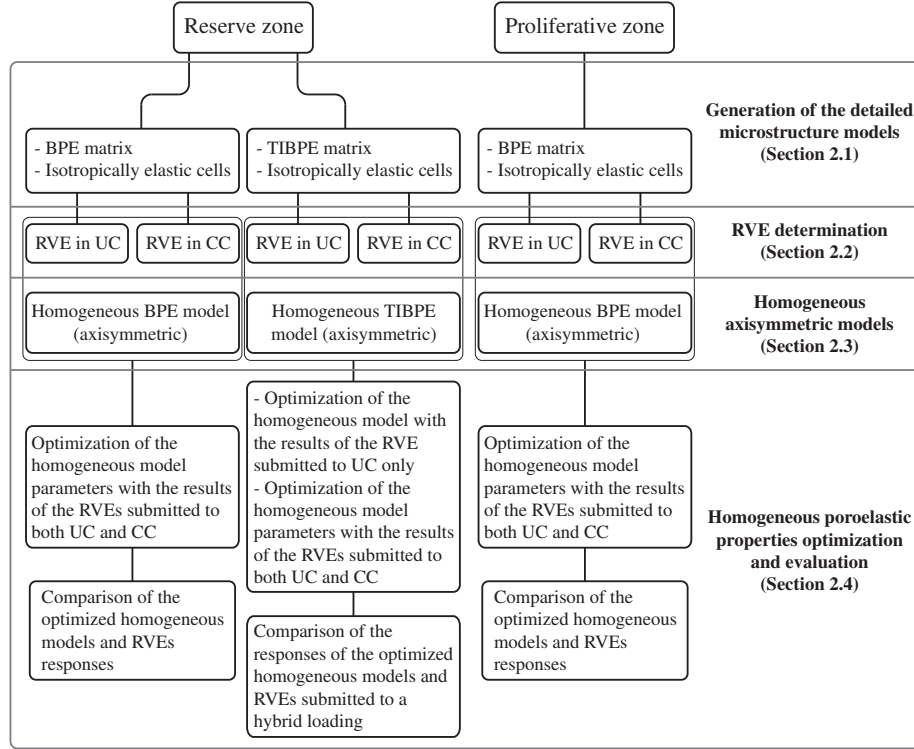 Reserve zone
Proliferative zone
- BPE matrix
- Isotropically elastic cells
- TIBPE matrix
- Isotropically elastic cells
- BPE matrix
- Isotropically elastic cells
Generation of the detailed
microstructure models
(Section 2.1)
RVE in UC
RVE in CC
RVE in UC
RVE in CC
RVE in UC
RVE in CC
RVE determination
(Section 2.2)
Homogeneous BPE model
(axisymmetric)
Homogeneous TIBPE
model (axisymmetric)
Homogeneous BPE model
(axisymmetric)
Homogeneous
axisymmetric models
(Section 2.3)
Optimization of the
homogeneous model
parameters with the results
of the RVEs submitted to
both UC and CC
- Optimization of the
homogeneous model with
the results of the RVE
submitted to UC only
- Optimization of the
homogeneous model
parameters with the results
of the RVEs submitted to
both UC and CC
Optimization of the
homogeneous model
parameters with the results
of the RVEs submitted to
both UC and CC
Homogeneous poroelastic
properties optimization
and evaluation
(Section 2.4)
Comparison of the
optimized homogeneous
models and RVEs
responses
Comparison of the
responses of the optimized
homogeneous models and
RVEs submitted to a
hybrid loading
Comparison of the
optimized homogeneous
models and RVEs
responses